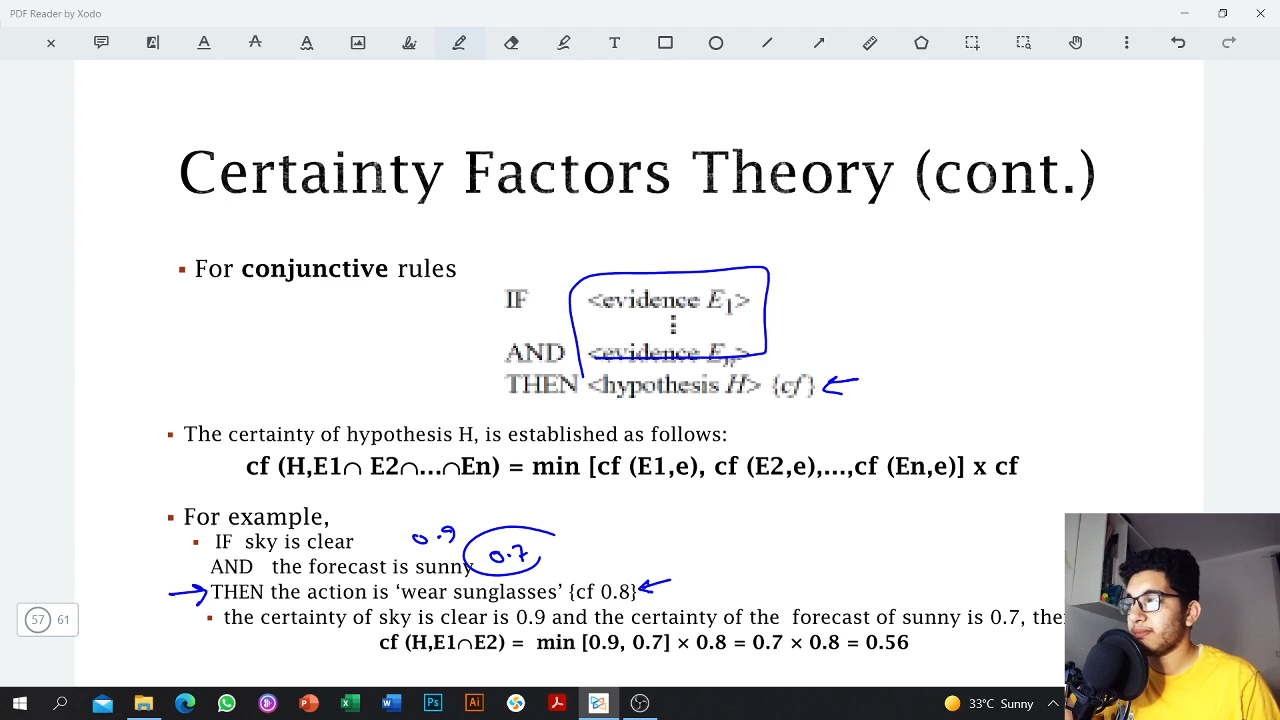 PDF Reader by Xodo
Certainty Factors Theory (cont.)
▪ For conjunctive rules
IF <evidence E1>
⋮
AND <evidence En>
THEN <hypothesis H> {cf}
▪ The certainty of hypothesis H, is established as follows:
cf (H,E1∩ E2∩...∩En) = min [cf (E1,e), cf (E2,e),...,cf (En,e)] x cf
▪ For example,
▪ IF sky is clear 0.9
AND the forecast is sunny 0.7
THEN the action is ‘wear sunglasses’ {cf 0.8}
▪ the certainty of sky is clear is 0.9 and the certainty of the forecast of sunny is 0.7, the
cf (H,E1∩E2) = min [0.9, 0.7] × 0.8 = 0.7 × 0.8 = 0.56
57 61
33°C Sunny